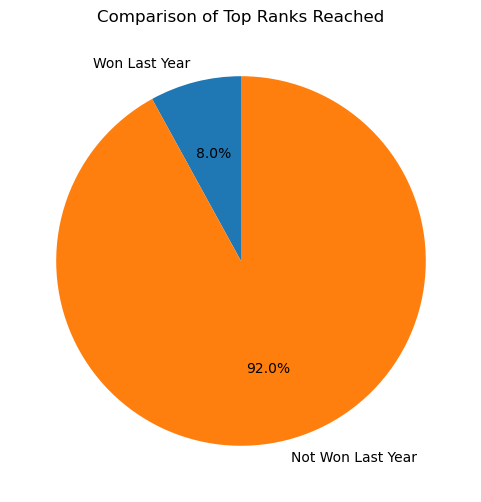 Comparison of Top Ranks Reached
Won Last Year
8.0%
92.0%
Not Won Last Year